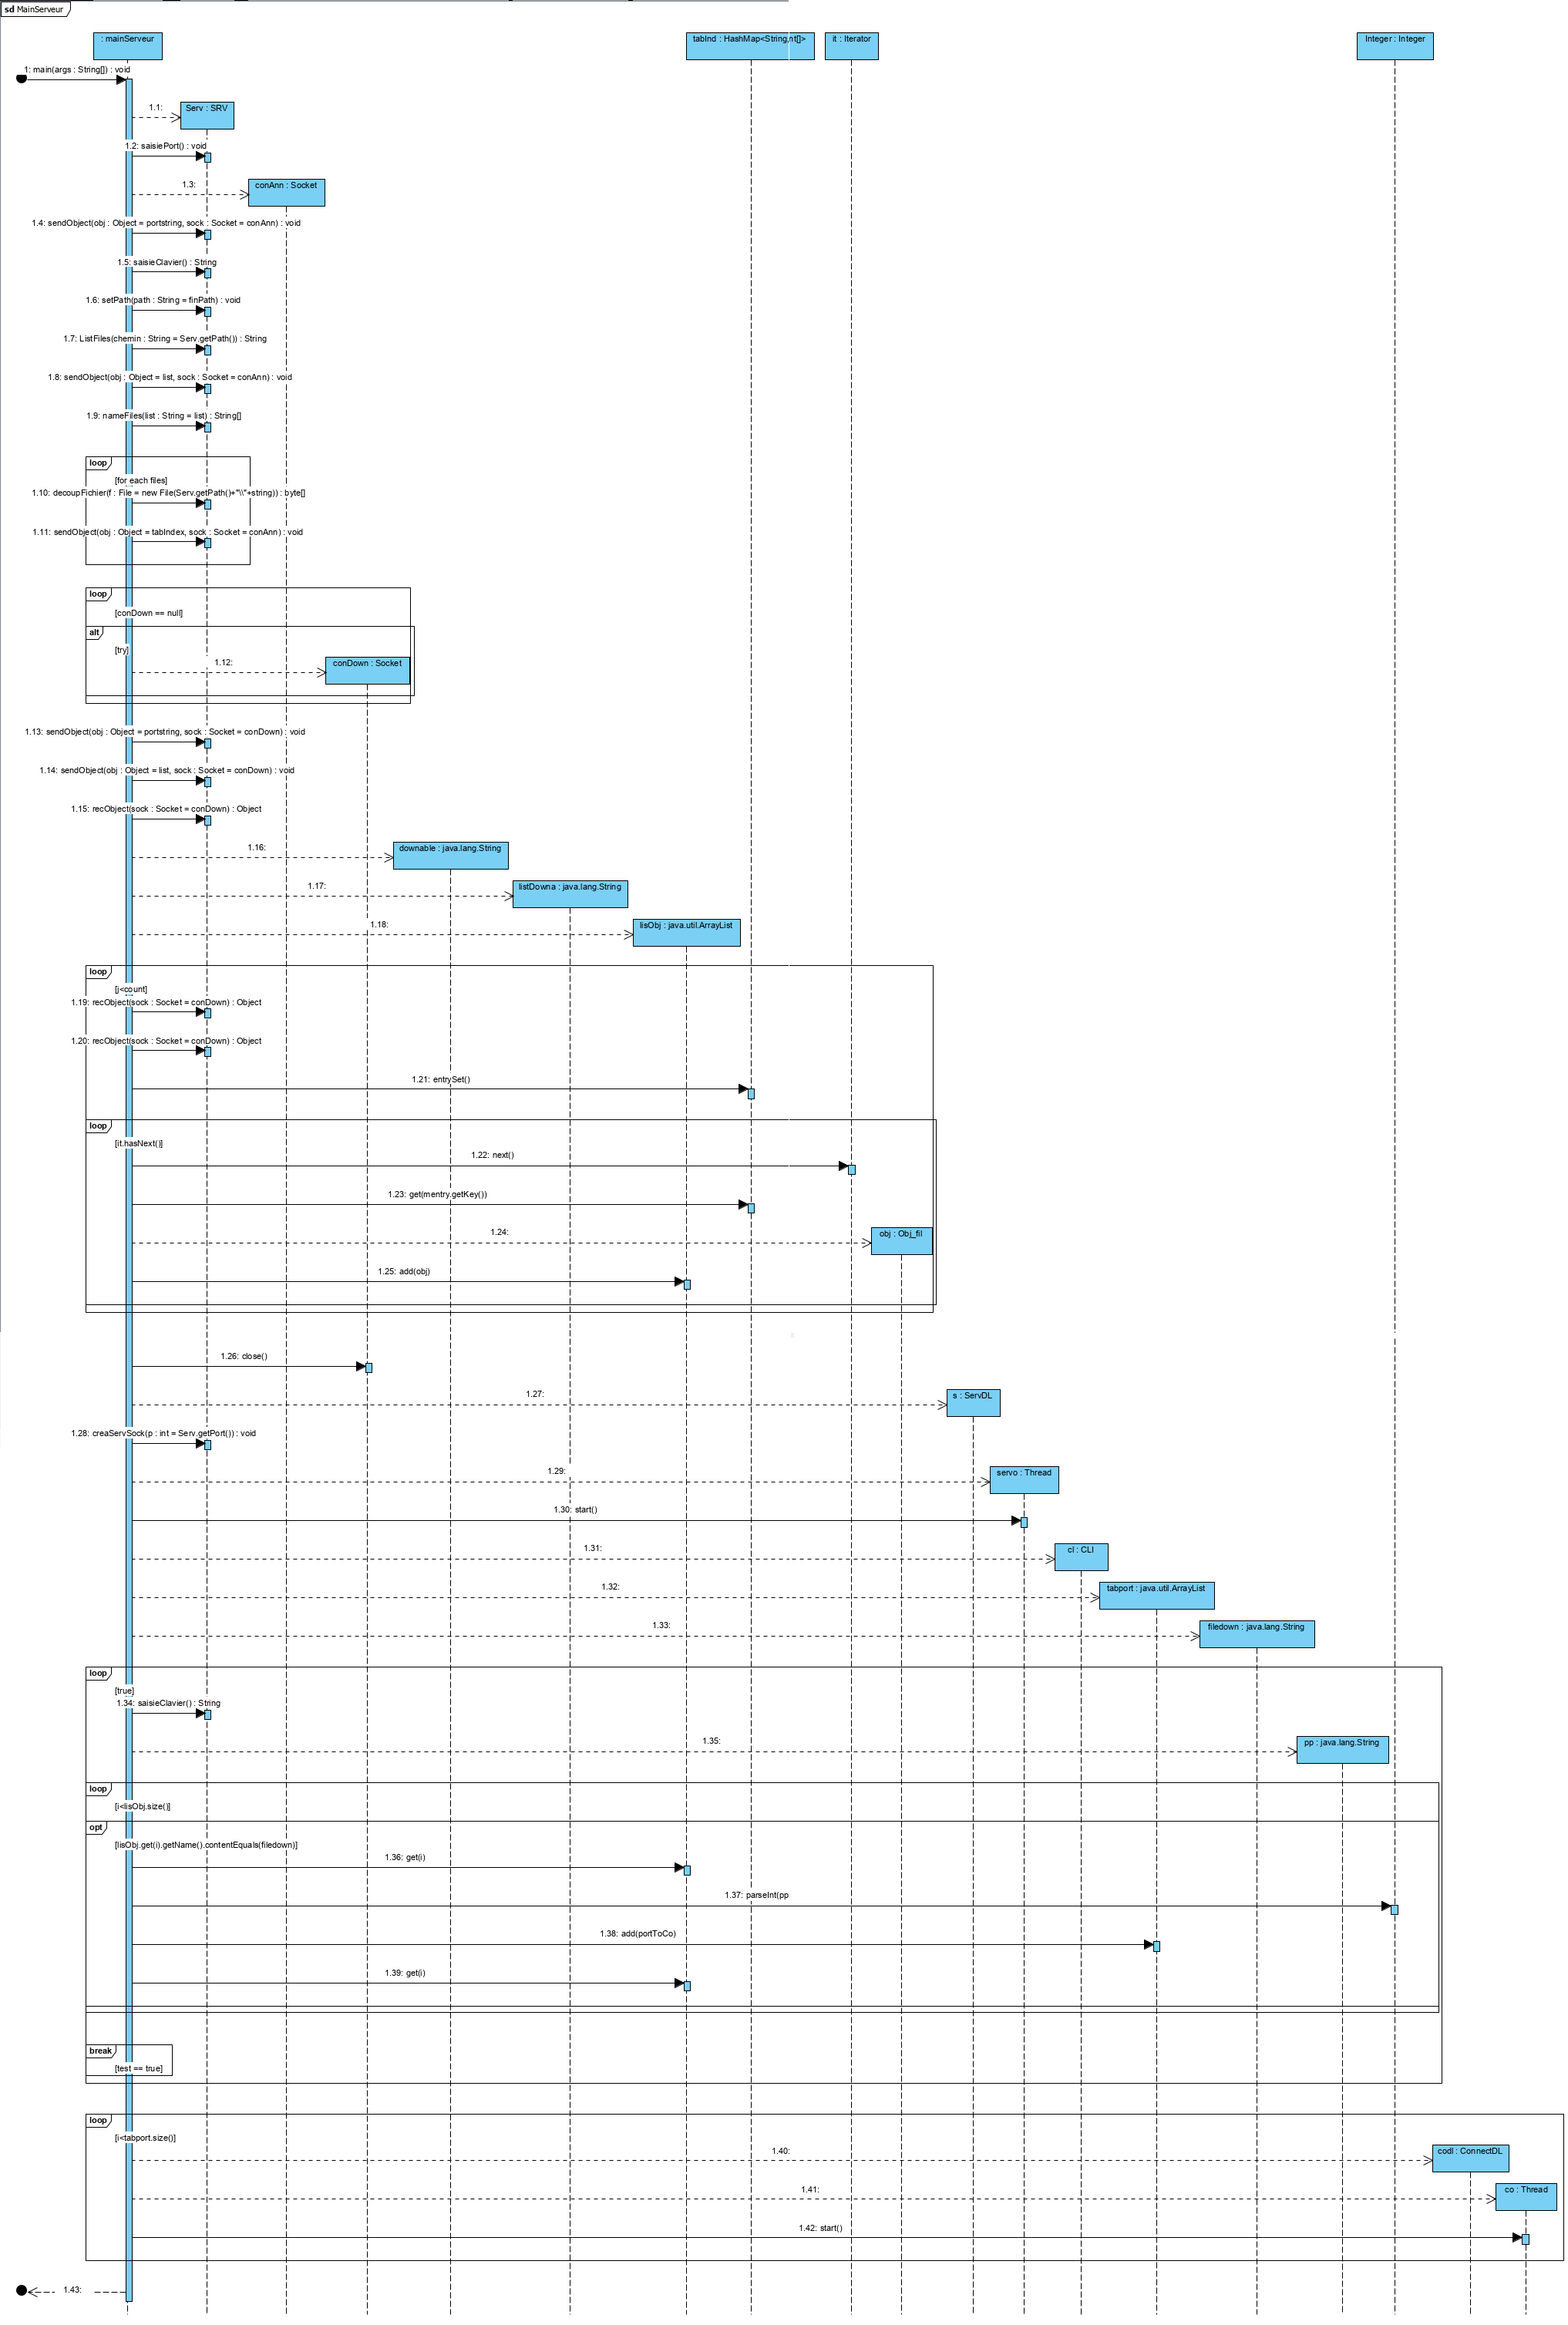 sd MainServeur
: mainServeur
tabInd : HashMap<String,nt[]>
it : Iterator
Integer : Integer
1: main(args : String[]) : void
1.1:
Serv : SRV
1.2: saisiePort() : void
1.3:
conAnn : Socket
1.4: sendObject(obj : Object = portstring, sock : Socket = conAnn) : void
1.5: saisieClavier() : String
1.6: setPath(path : String = finPath) : void
1.7: ListFiles(chemin : String = Serv.getPath()) : String
1.8: sendObject(obj : Object = list, sock : Socket = conAnn) : void
1.9: nameFiles(list : String = list) : String[]
loop
[for each files]
1.10: decoupFichier(f : File = new File(Serv.getPath()+"\\"+string)) : byte[]
1.11: sendObject(obj : Object = tabIndex, sock : Socket = conAnn) : void
loop
[conDown == null]
alt
[try]
1.12:
conDown : Socket
1.13: sendObject(obj : Object = portstring, sock : Socket = conDown) : void
1.14: sendObject(obj : Object = list, sock : Socket = conDown) : void
1.15: recObject(sock : Socket = conDown) : Object
1.16:
downable : java.lang.String
1.17:
listDowna : java.lang.String
1.18:
lisObj : java.util.ArrayList
loop
[j<count]
1.19: recObject(sock : Socket = conDown) : Object
1.20: recObject(sock : Socket = conDown) : Object
1.21: entrySet()
loop
[it.hasNext()]
1.22: next()
1.23: get(mentry.getKey())
1.24:
obj : Obj_fil
1.25: add(obj)
1.26: close()
1.27:
s : ServDL
1.28: creaServSock(p : int = Serv.getPort()) : void
1.29:
servo : Thread
1.30: start()
1.31:
cl : CLI
1.32:
tabport : java.util.ArrayList
1.33:
filedown : java.lang.String
loop
[true]
1.34: saisieClavier() : String
1.35:
pp : java.lang.String
loop
[i<lisObj.size()]
opt
[lisObj.get(i).getName().contentEquals(filedown)]
1.36: get(i)
1.37: parseInt(pp
1.38: add(portToCo)
1.39: get(i)
break
[test == true]
loop
[i<tabport.size()]
1.40:
codl : ConnectDL
1.41:
co : Thread
1.42: start()
1.43: